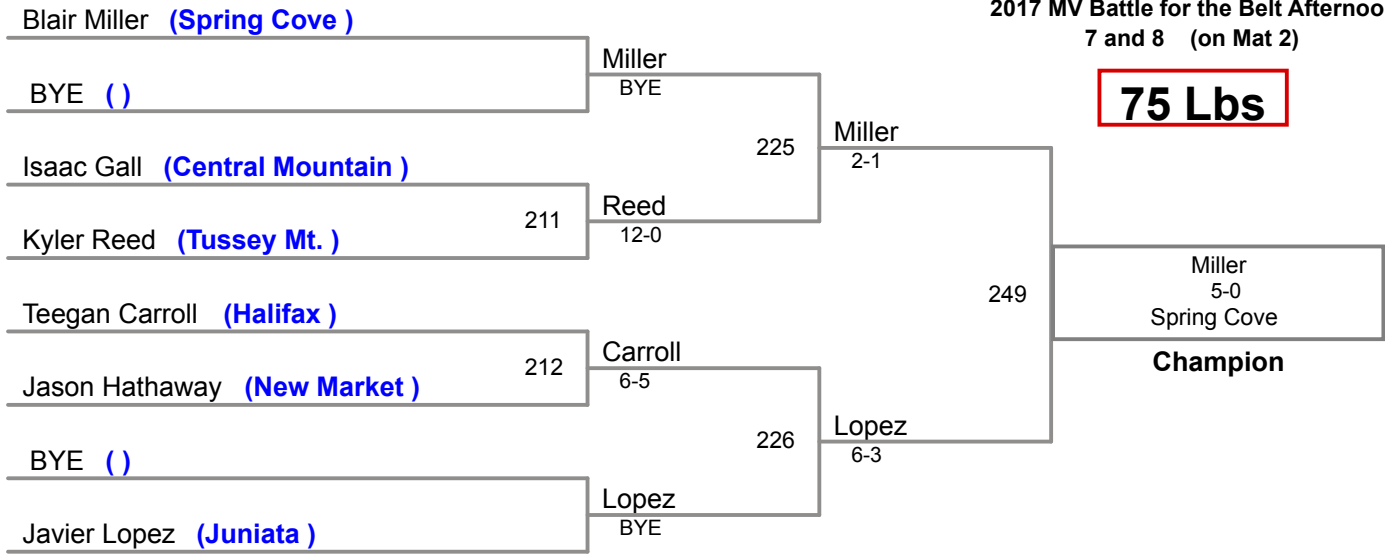 2017 MV Battle for the Belt Afternoo
7 and 8 (on Mat 2)
75 Lbs
Blair Miller (Spring Cove )
BYE ( )
Miller
BYE
Isaac Gall (Central Mountain )
Kyler Reed (Tussey Mt. )
211
Reed
12-0
225
Miller
2-1
Teegan Carroll (Halifax )
Jason Hathaway (New Market )
212
Carroll
6-5
BYE ( )
Javier Lopez (Juniata )
Lopez
BYE
226
Lopez
6-3
249
Miller
5-0
Spring Cove
Champion